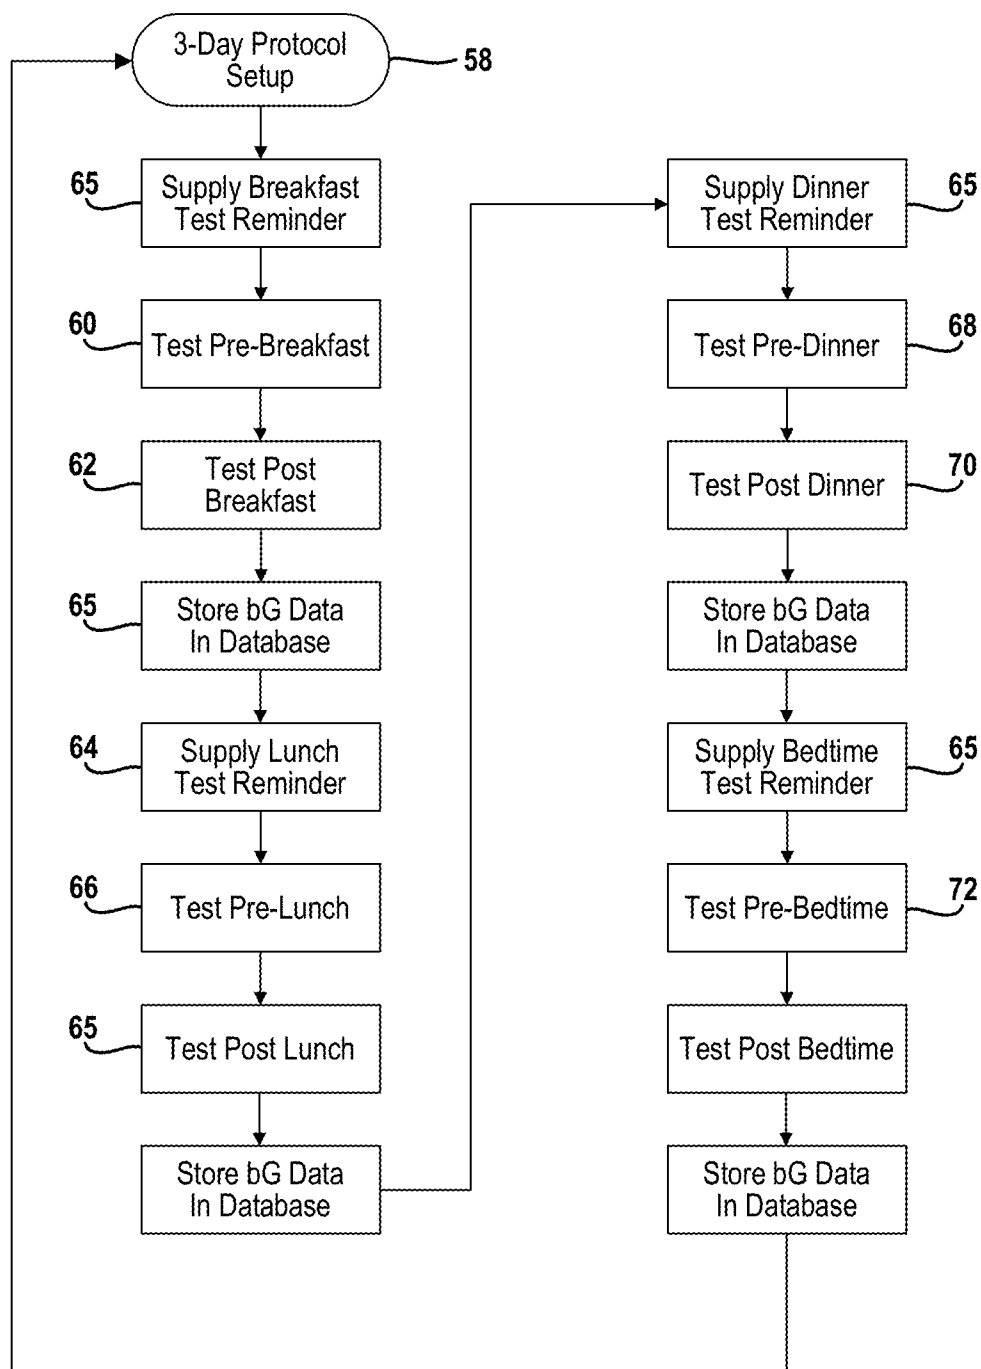 3-Day Protocol
Setup
58
65
Supply Breakfast
Test Reminder
60
Test Pre-Breakfast
62
Test Post
Breakfast
65
Store bG Data
In Database
64
Supply Lunch
Test Reminder
66
Test Pre-Lunch
65
Test Post Lunch
Store bG Data
In Database
Supply Dinner
Test Reminder
65
Test Pre-Dinner
68
Test Post Dinner
70
Store bG Data
In Database
Supply Bedtime
Test Reminder
65
Test Pre-Bedtime
72
Test Post Bedtime
Store bG Data
In Database